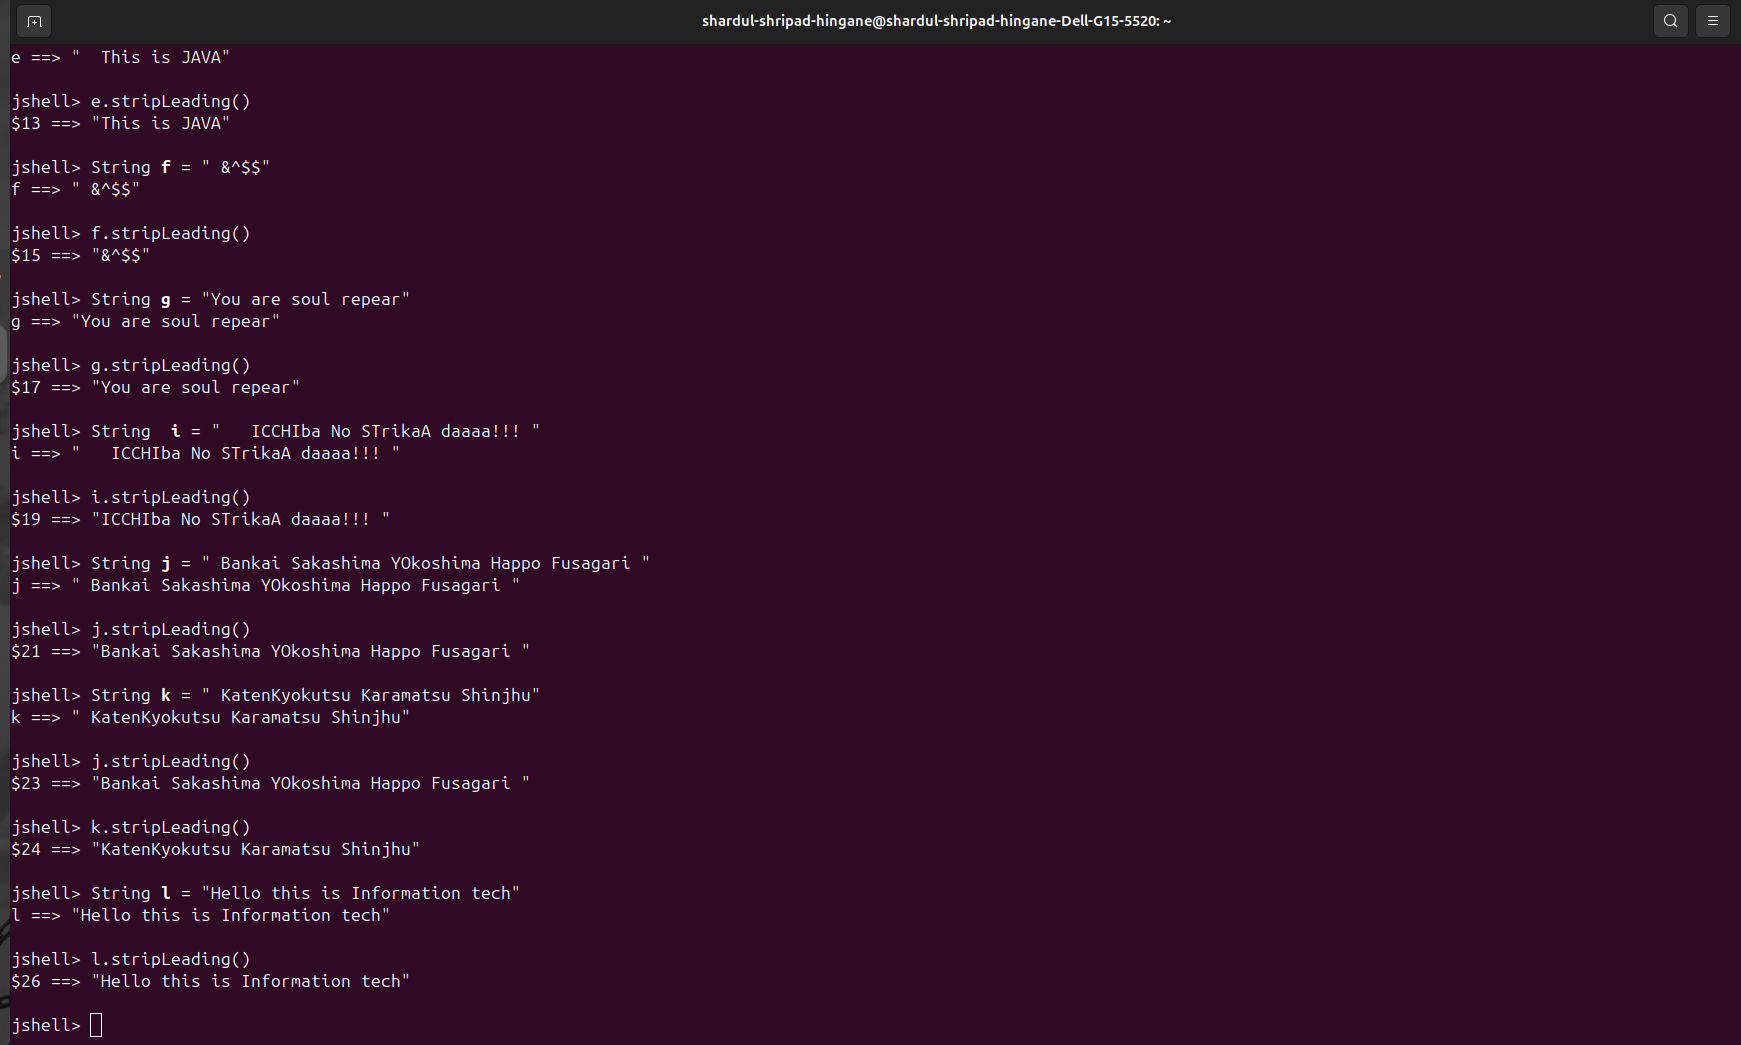 shardul-shripad-hingane@shardul-shripad-hingane-Dell-G15-5520: ~
e ==> "  This is JAVA"
jshell> e.stripLeading()
$13 ==> "This is JAVA"
jshell> String f = " &^$$"
f ==> " &^$$"
jshell> f.stripLeading()
$15 ==> "&^$$"
jshell> String g = "You are soul repear"
g ==> "You are soul repear"
jshell> g.stripLeading()
$17 ==> "You are soul repear"
jshell> String  i = "   ICCHIba No STrikaA daaaa!!! "
i ==> "   ICCHIba No STrikaA daaaa!!! "
jshell> i.stripLeading()
$19 ==> "ICCHIba No STrikaA daaaa!!! "
jshell> String j = " Bankai Sakashima YOkoshima Happo Fusagari "
j ==> " Bankai Sakashima YOkoshima Happo Fusagari "
jshell> j.stripLeading()
$21 ==> "Bankai Sakashima YOkoshima Happo Fusagari "
jshell> String k = " KatenKyokutsu Karamatsu Shinjhu"
k ==> " KatenKyokutsu Karamatsu Shinjhu"
jshell> j.stripLeading()
$23 ==> "Bankai Sakashima YOkoshima Happo Fusagari "
jshell> k.stripLeading()
$24 ==> "KatenKyokutsu Karamatsu Shinjhu"
jshell> String l = "Hello this is Information tech"
l ==> "Hello this is Information tech"
jshell> l.stripLeading()
$26 ==> "Hello this is Information tech"
jshell>